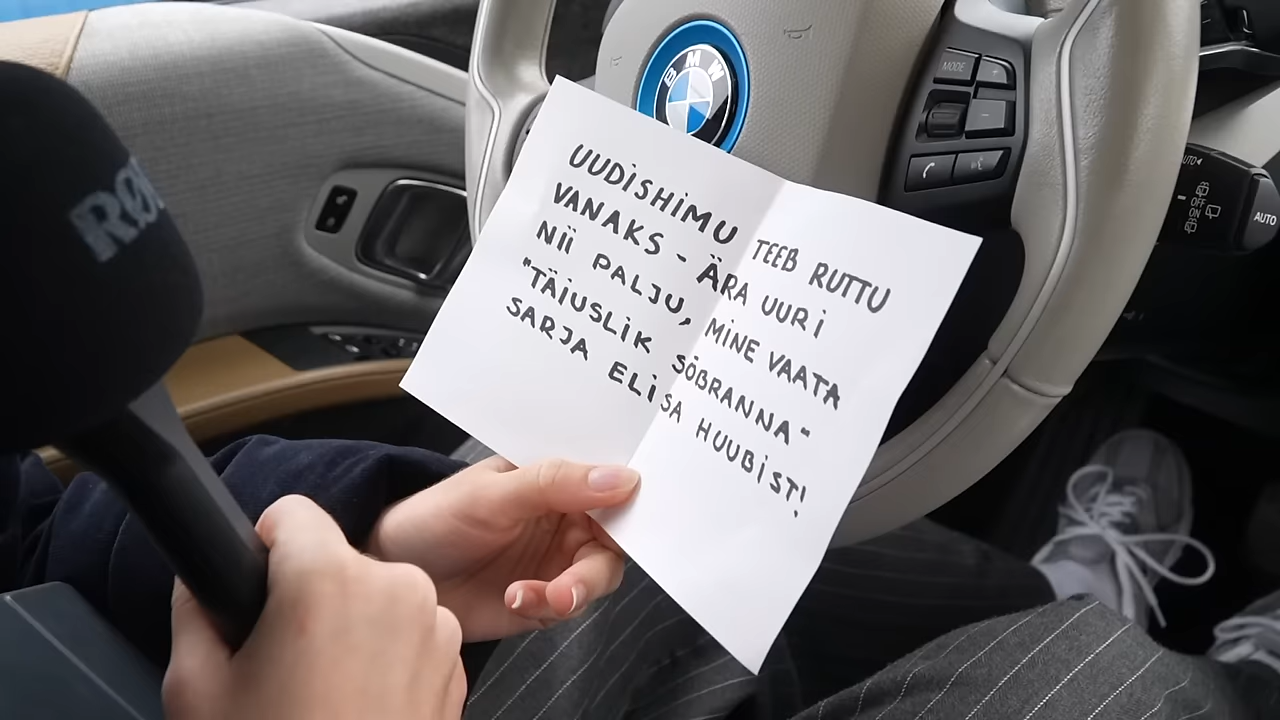 UUDISHIMU TEEB RUTTU
VANAKS - ÄRA UURI
NII PALJU, MINE VAATA
"TÄIUSLIK SÕBRANNA"
SARJA ELISA HUUBIST!
BMW
MODE
+
-
AUTO
OFF
ON
AUTO